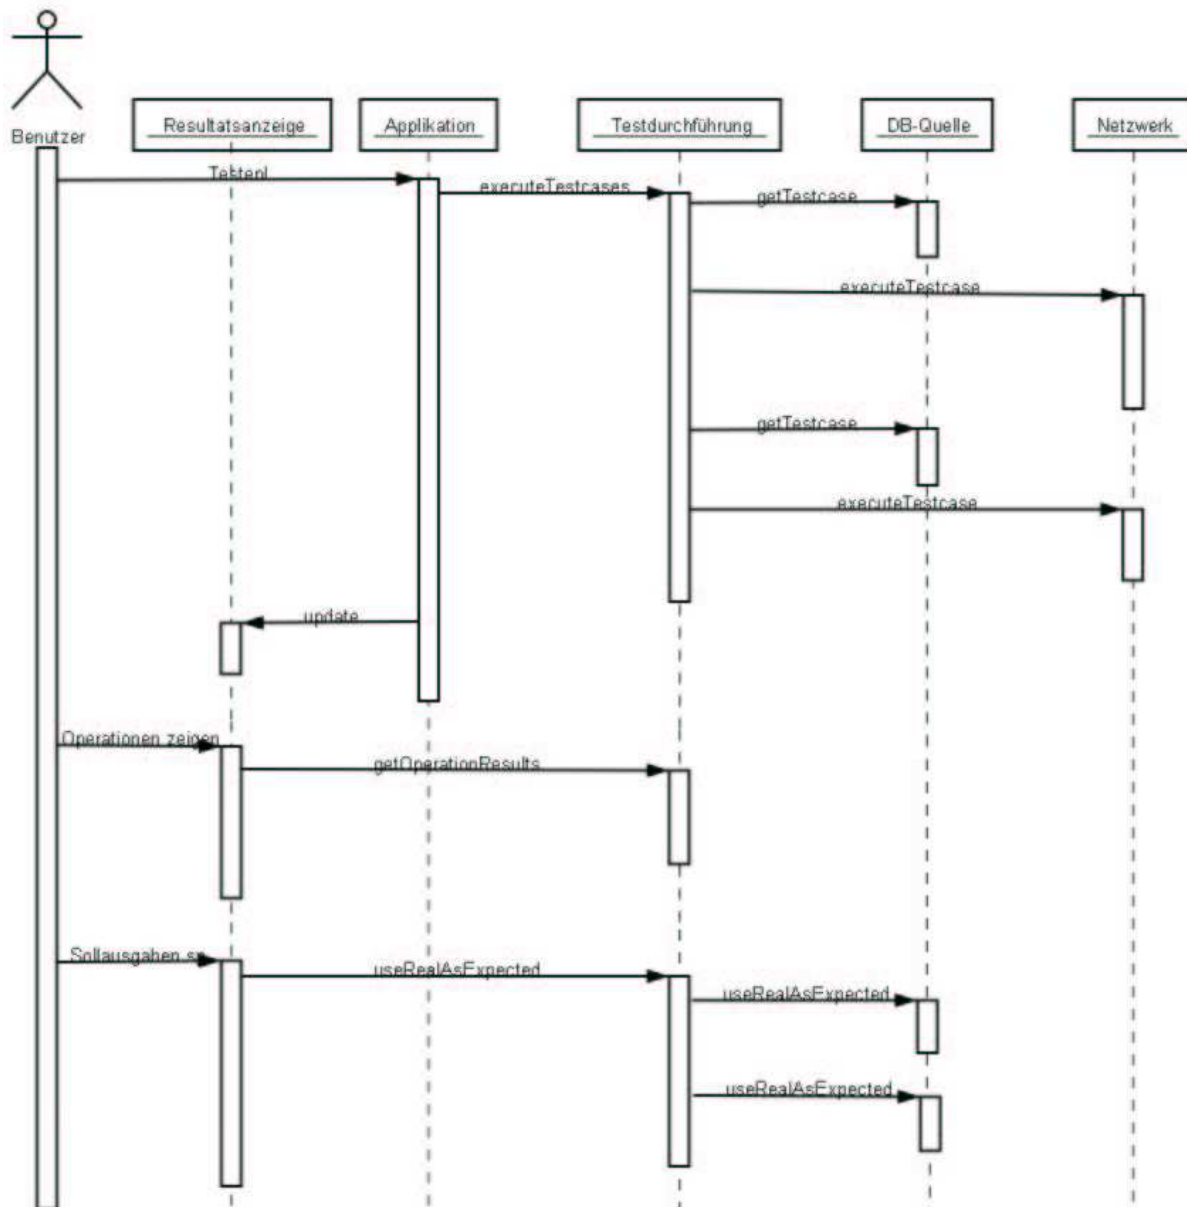 Benutzer
Resultatsanzeige
Applikation
Testdurchführung
DB-Quelle
Netzwerk
executeTestcases
getTestcase
executeTestcase
getTestcase
executeTestcase
update
Operationen zeigen
getOperationResults
Sollausgaben
useRealAsExpected
useRealAsExpected
useRealAsExpected